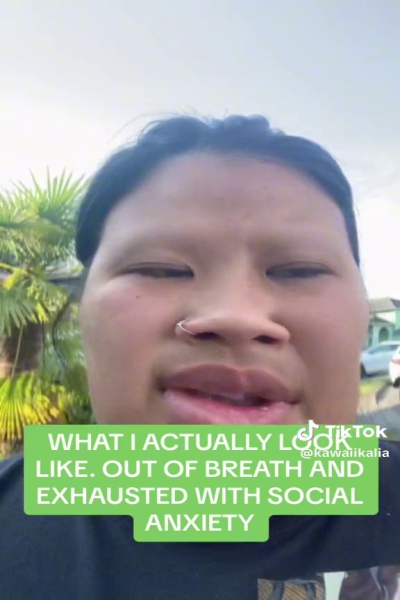 WHAT I ACTUALLY LOOK
LIKE. OUT OF BREATH AND
EXHAUSTED WITH SOCIAL
ANXIETY
TikTok
@kawaiikalia